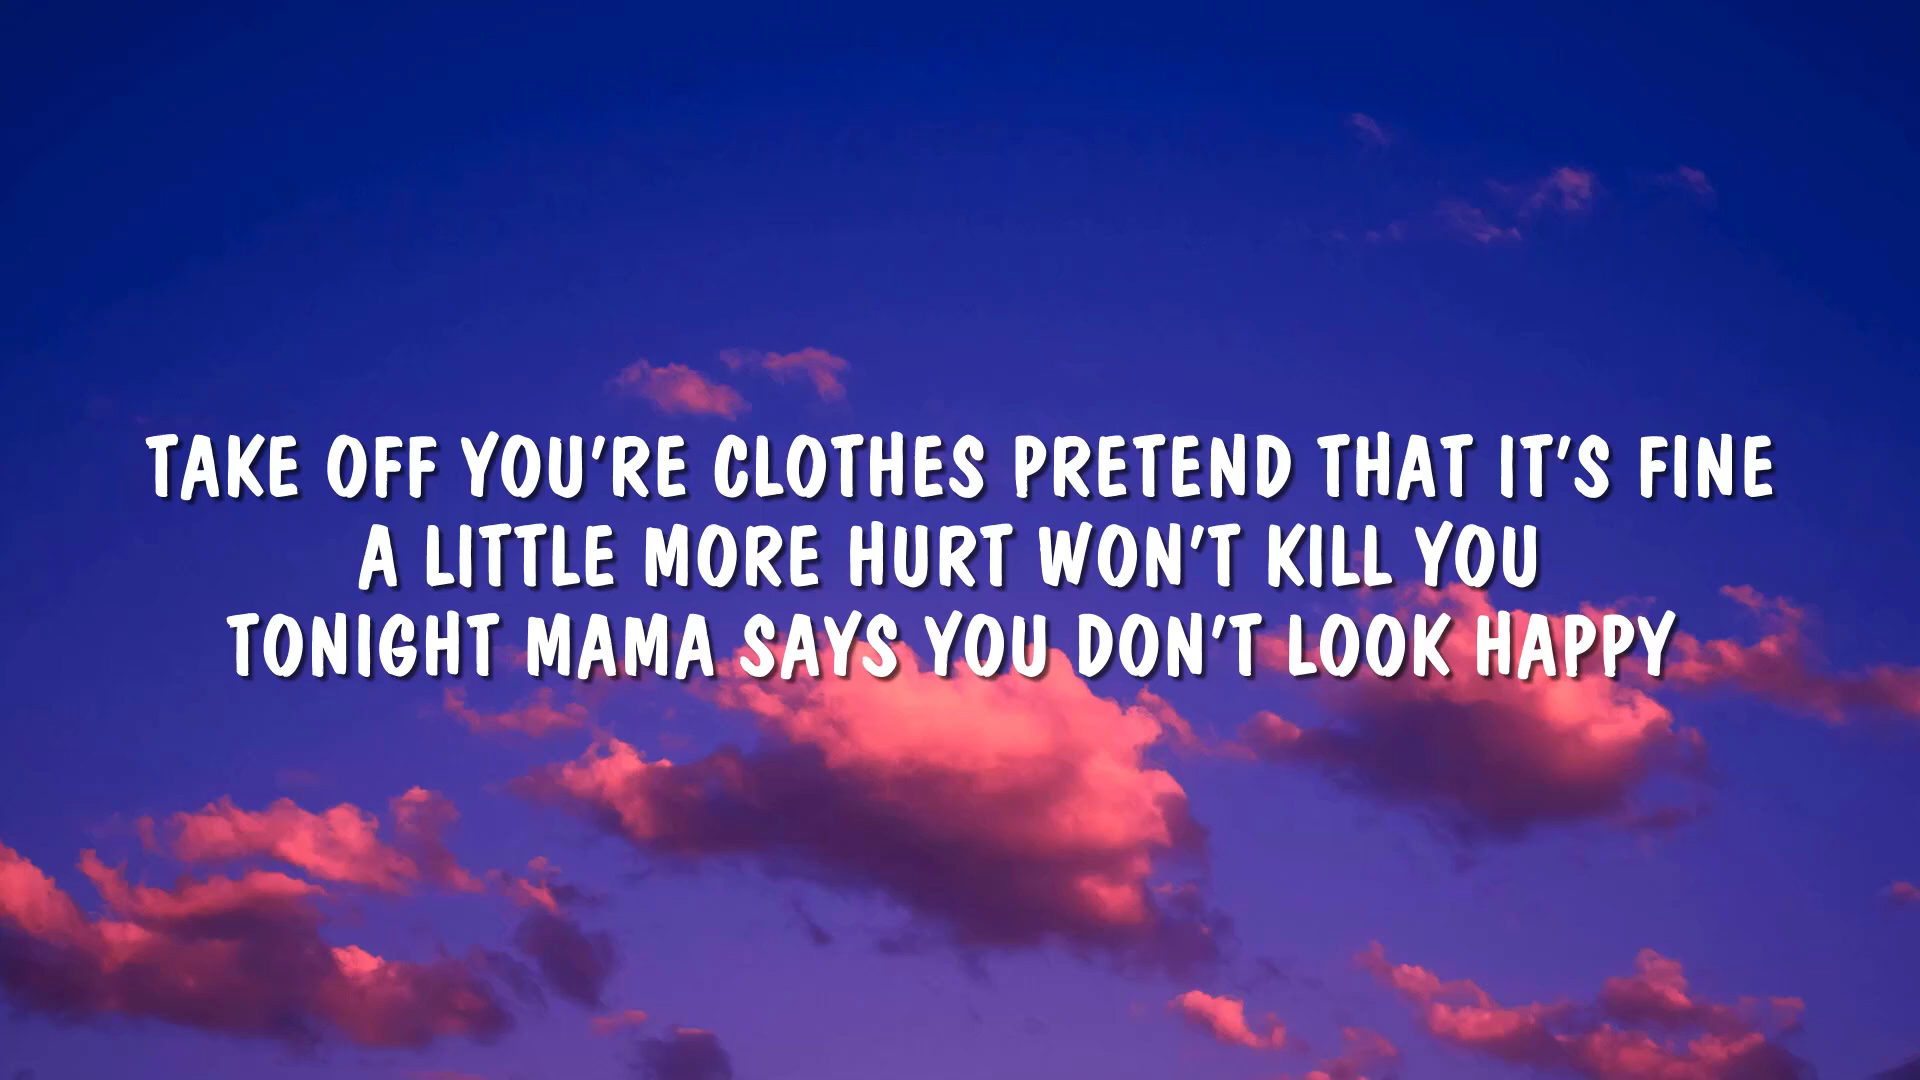 TAKE OFF YOU'RE CLOTHES PRETEND THAT IT'S FINE
A LITTLE MORE HURT WON'T KILL YOU
TONIGHT MAMA SAYS YOU DON'T LOOK HAPPY